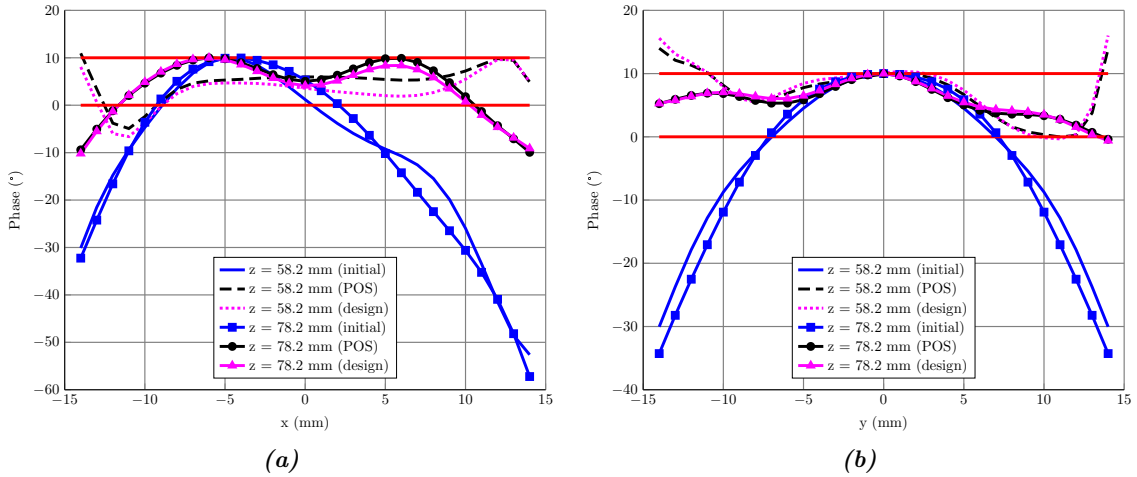 20
10
0
−10
−20
−30
−40
−50
−60
Phase (°)
z = 58.2 mm (initial)
z = 58.2 mm (POS)
z = 58.2 mm (design)
z = 78.2 mm (initial)
z = 78.2 mm (POS)
z = 78.2 mm (design)
−15 −10 −5 0 5 10 15
x (mm)
(a)
20
10
0
−10
−20
−30
−40
Phase (°)
z = 58.2 mm (initial)
z = 58.2 mm (POS)
z = 58.2 mm (design)
z = 78.2 mm (initial)
z = 78.2 mm (POS)
z = 78.2 mm (design)
−15 −10 −5 0 5 10 15
y (mm)
(b)